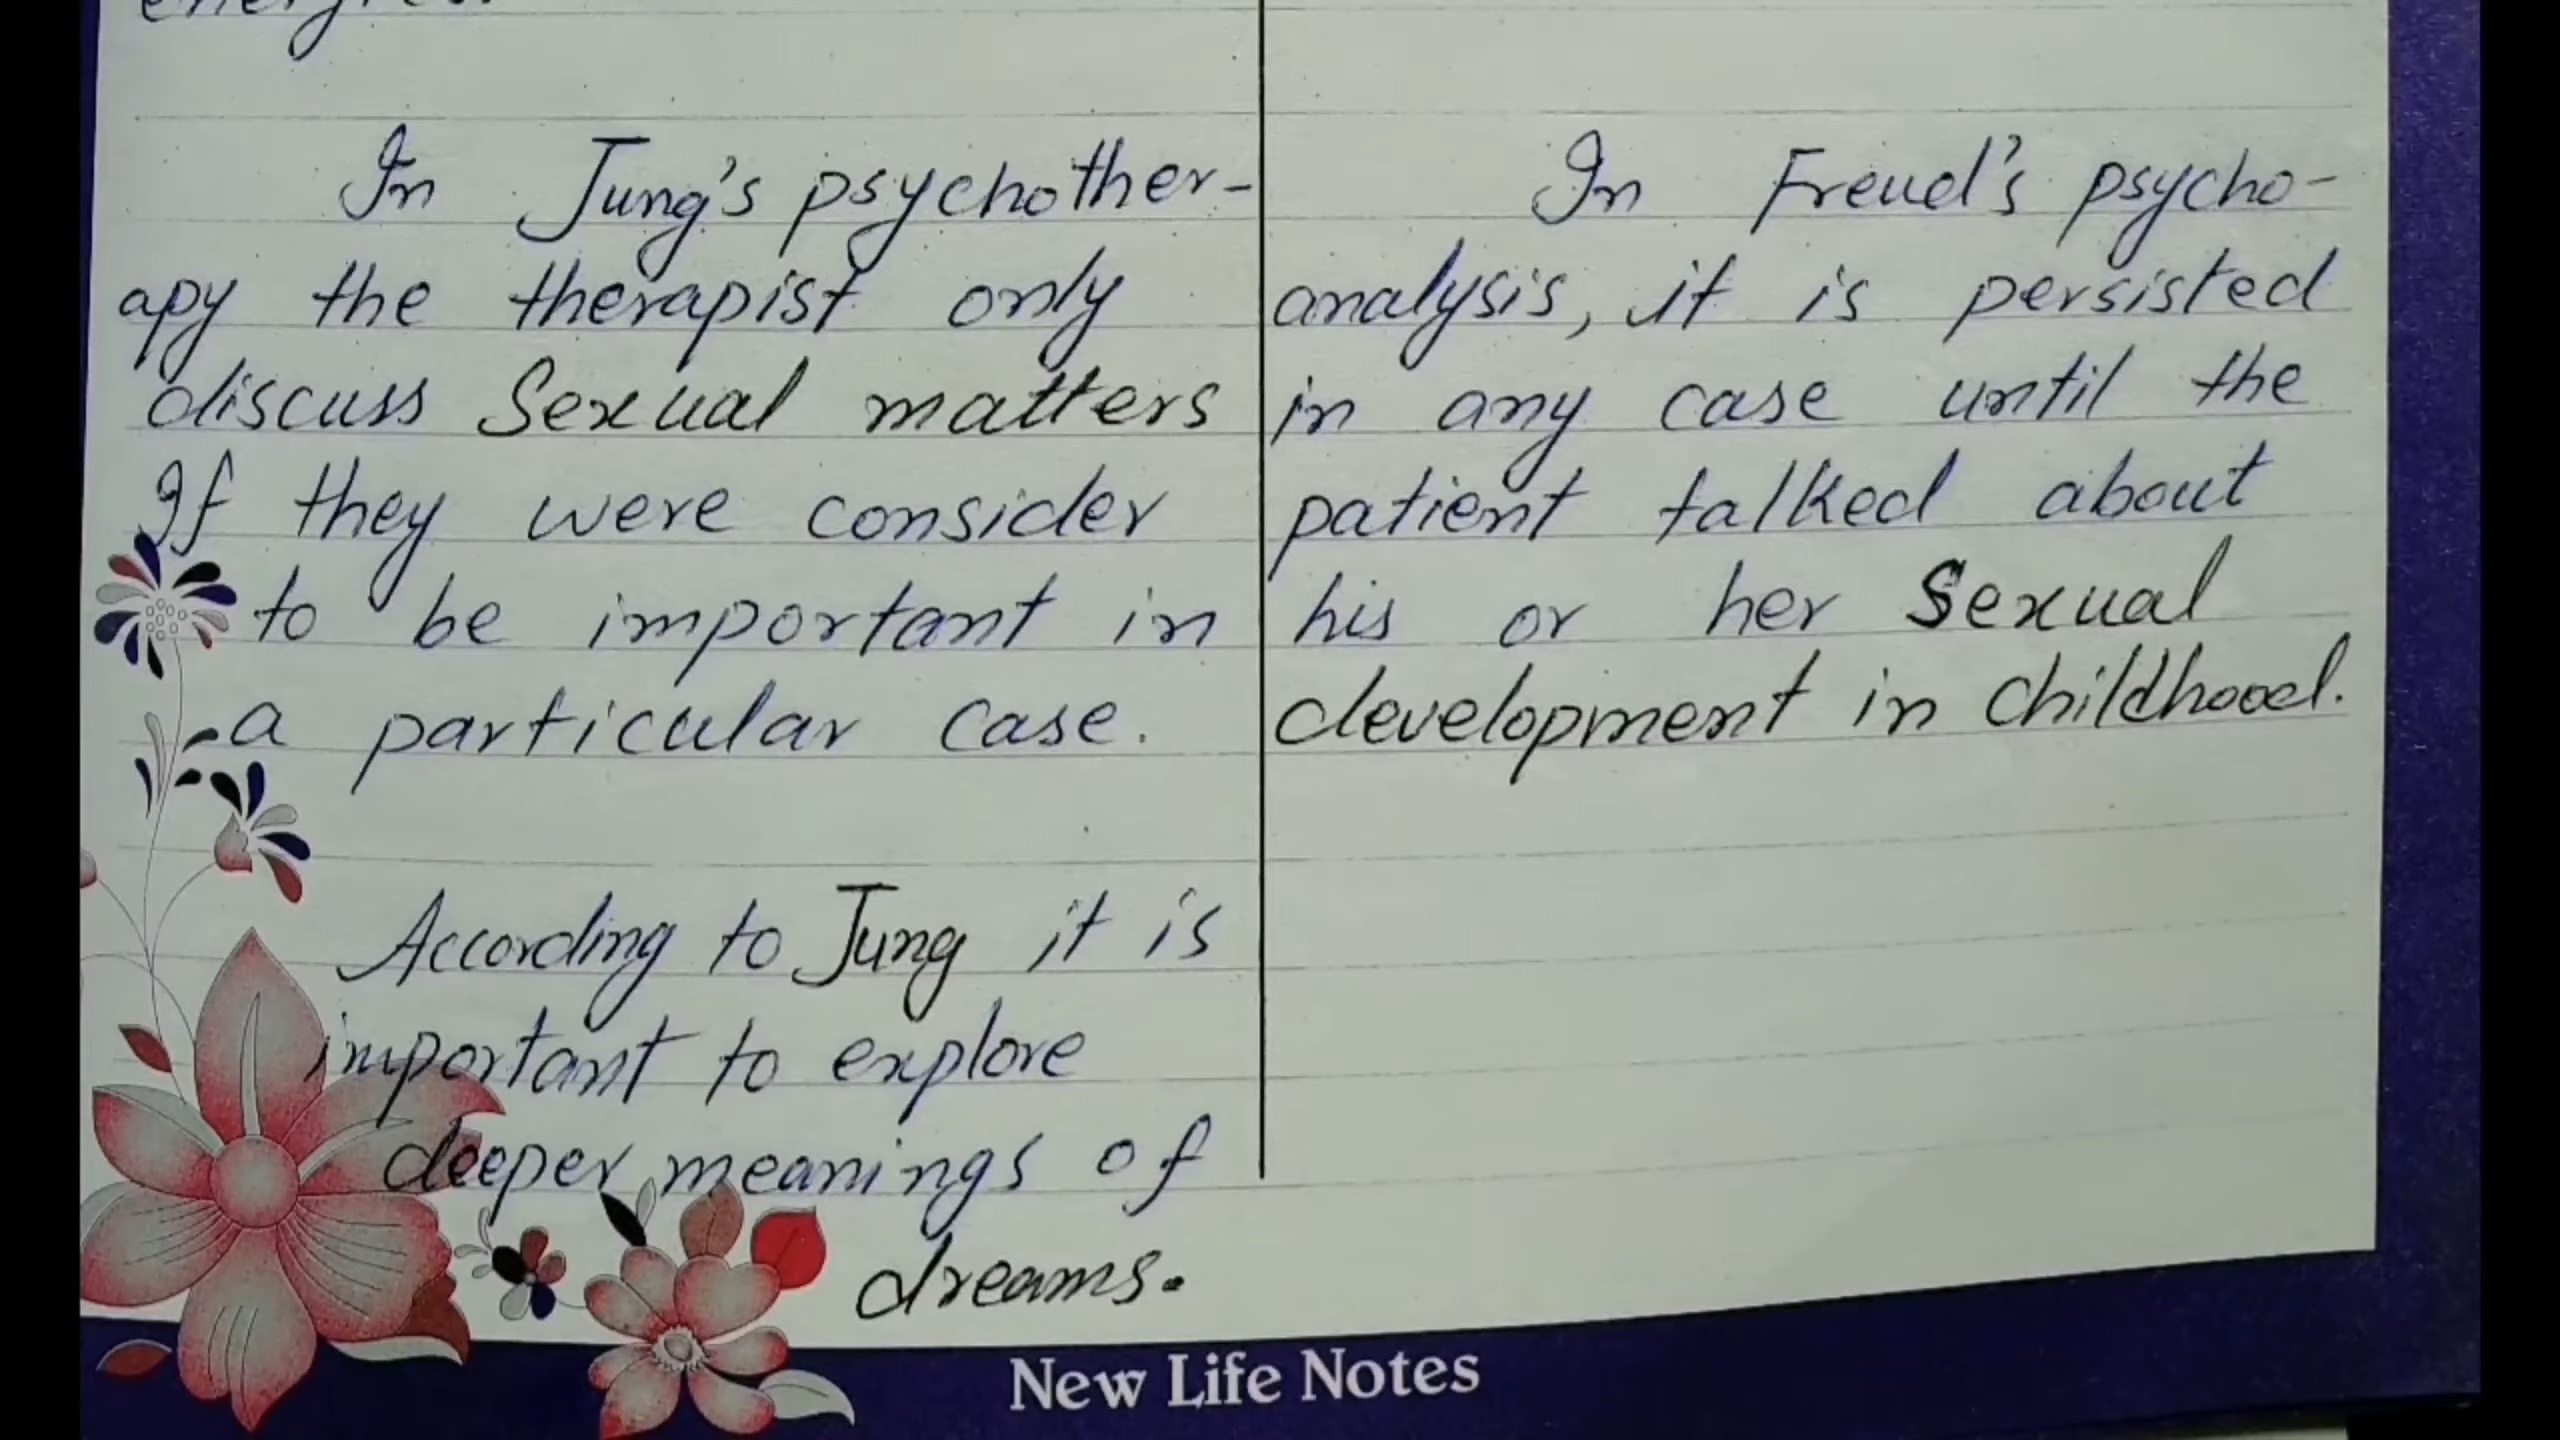 In Jung's psychother-
apy the therapist only
discuss Sexual matters
If they were consider
to be important in
a particular case.
According to Jung it is
important to explore
deeper meanings of
dreams.
In Freud's psycho-
analysis, it is persisted
in any case until the
patient talked about
his or her Sexual
development in Childhood.
New Life Notes